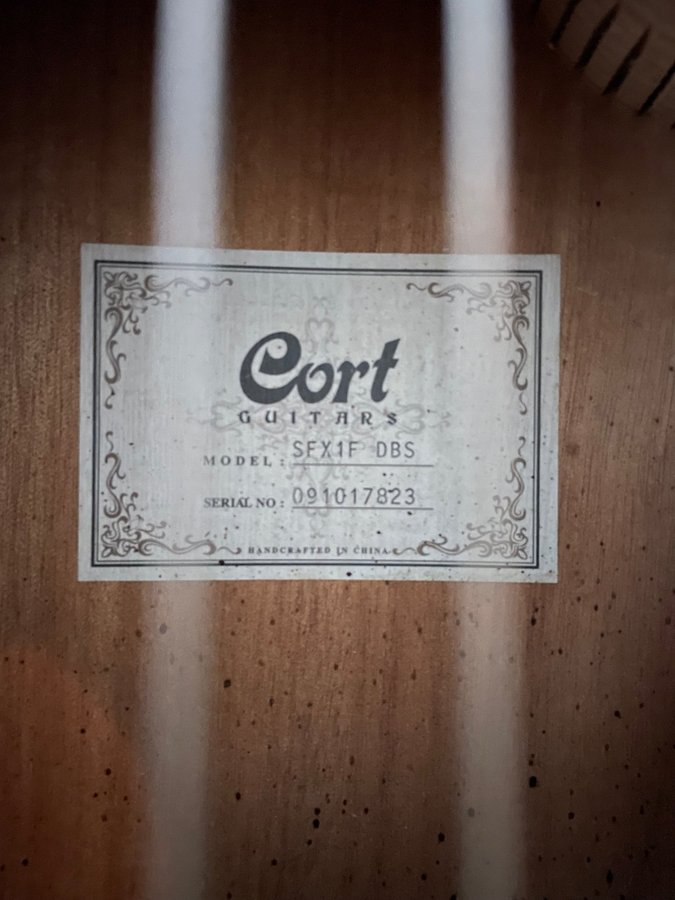 Cort
GUITARS
MODEL : SFX1F DBS
SERIAL NO : 091017823
HANDCRAFTED IN CHINA